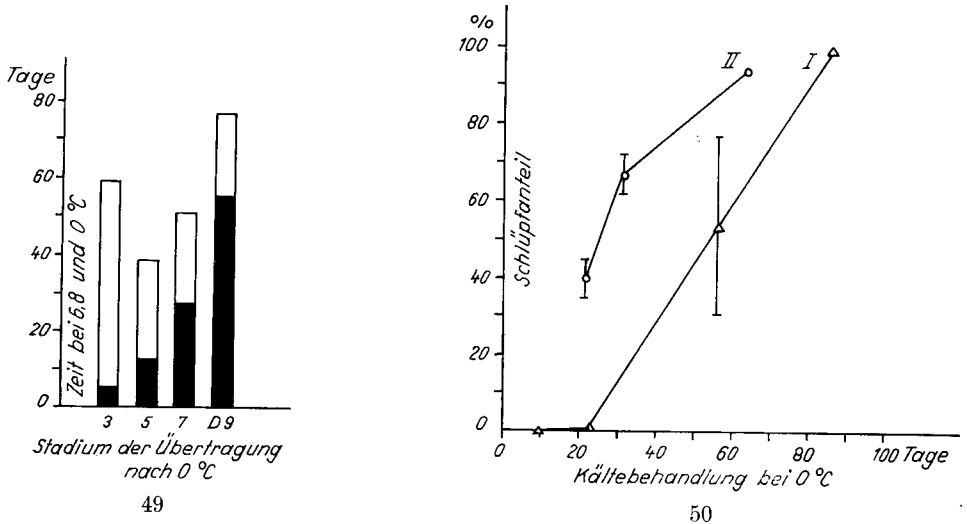 Tage
80
60
40
20
0
Zeit bei 6,8 und 0 °C
3 5 7 D9
Stadium der Übertragung
nach 0 °C
49
%
100
80
60
40
20
0
Schlüpfanteil
II I
0 20 40 60 80 100 Tage
Kältebehandlung bei 0 °C
50